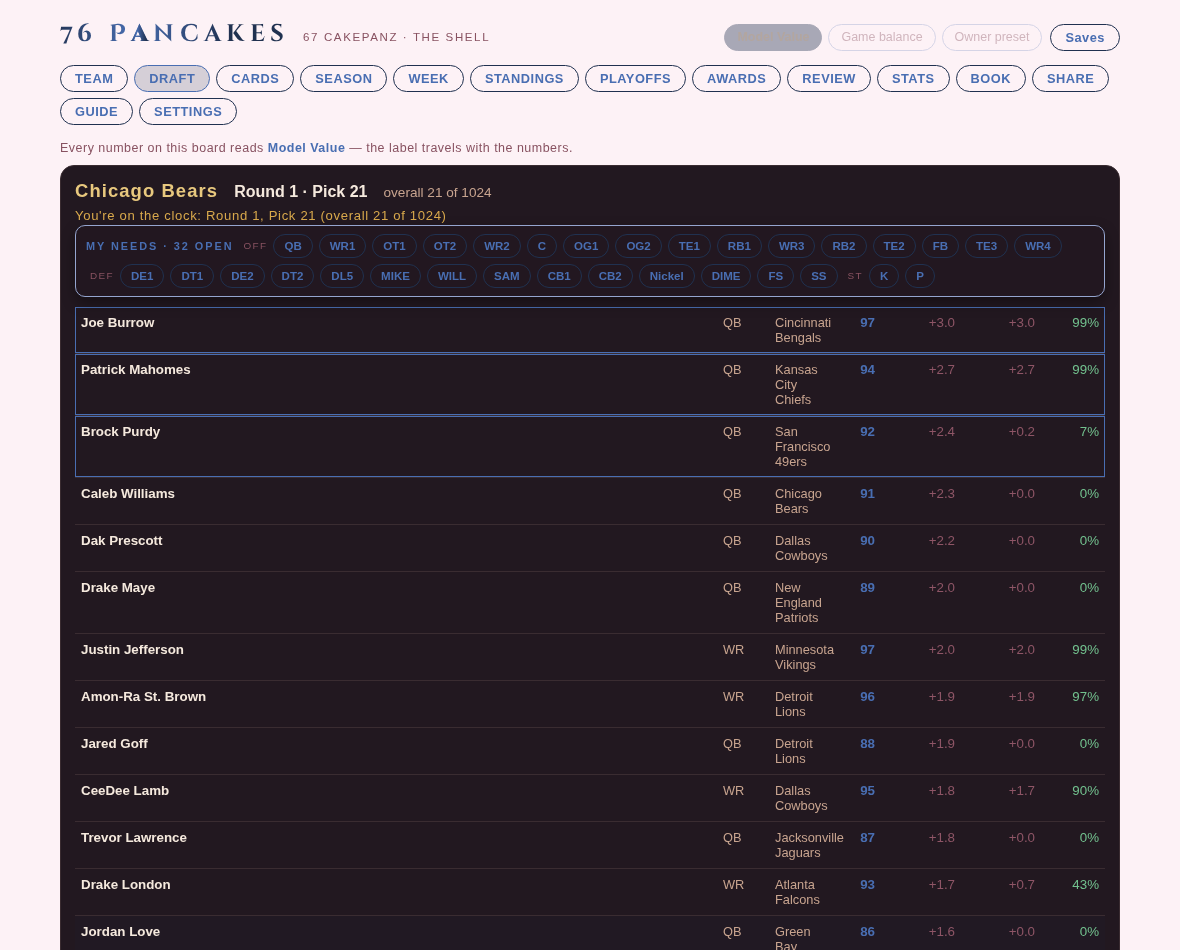 76 PANCAKES 67 CAKEPANZ · THE SHELL Game balance Owner preset Saves
TEAM DRAFT CARDS SEASON WEEK STANDINGS PLAYOFFS AWARDS REVIEW STATS BOOK SHARE
GUIDE SETTINGS
Every number on this board reads Model Value — the label travels with the numbers.
Chicago Bears Round 1 · Pick 21 overall 21 of 1024
You're on the clock: Round 1, Pick 21 (overall 21 of 1024)
MY NEEDS · 32 OPEN OFF QB WR1 OT1 OT2 WR2 C OG1 OG2 TE1 RB1 WR3 RB2 TE2 FB TE3 WR4
DEF DE1 DT1 DE2 DT2 DL5 MIKE WILL SAM CB1 CB2 Nickel DIME FS SS ST K P
Joe Burrow QB Cincinnati 97 +3.0 +3.0 99%
Bengals
Patrick Mahomes QB Kansas 94 +2.7 +2.7 99%
City
Chiefs
Brock Purdy QB San 92 +2.4 +0.2 7%
Francisco
49ers
Caleb Williams QB Chicago 91 +2.3 +0.0 0%
Bears
Dak Prescott QB Dallas 90 +2.2 +0.0 0%
Cowboys
Drake Maye QB New 89 +2.0 +0.0 0%
England
Patriots
Justin Jefferson WR Minnesota 97 +2.0 +2.0 99%
Vikings
Amon-Ra St. Brown WR Detroit 96 +1.9 +1.9 97%
Lions
Jared Goff QB Detroit 88 +1.9 +0.0 0%
Lions
CeeDee Lamb WR Dallas 95 +1.8 +1.7 90%
Cowboys
Trevor Lawrence QB Jacksonville 87 +1.8 +0.0 0%
Jaguars
Drake London WR Atlanta 93 +1.7 +0.7 43%
Falcons
Jordan Love QB Green 86 +1.6 +0.0 0%
Bay